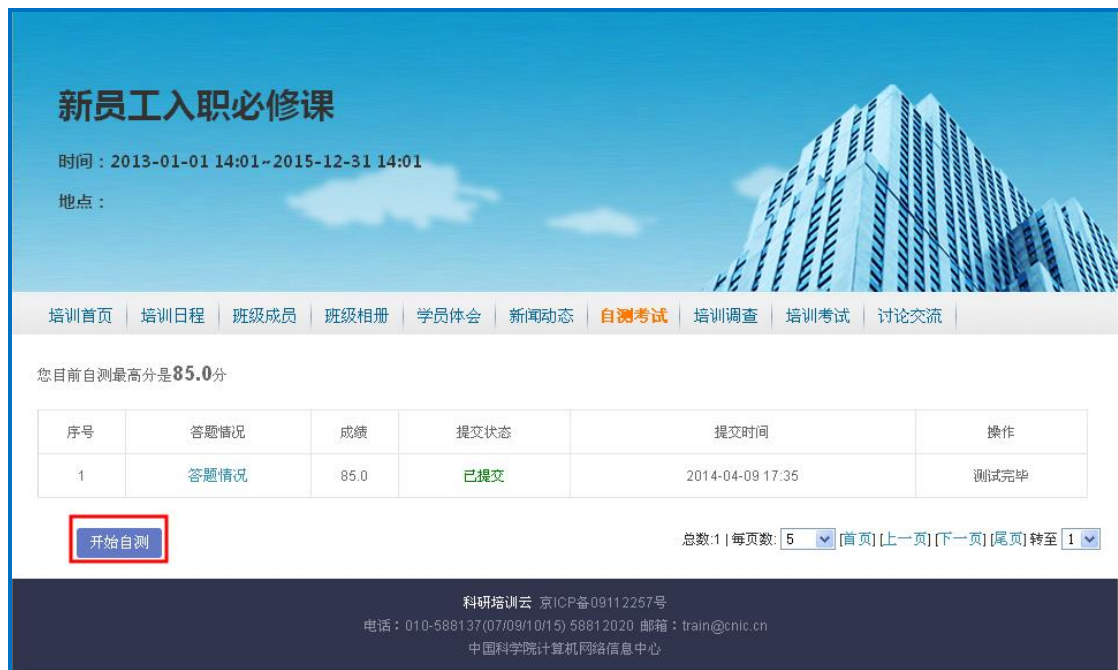 新员工入职必修课
时间：2013-01-01 14:01~2015-12-31 14:01
地点：
培训首页 培训日程 班级成员 班级相册 学员体会 新闻动态 自测考试 培训调查 培训考试 讨论交流
您目前自测最高分是85.0分
序号 答题情况 成绩 提交状态 提交时间 操作
1 答题情况 85.0 已提交 2014-04-09 17:35 测试完毕
开始自测 总数:1 | 每页数: 5 [首页] [上一页] [下一页] [尾页] 转至 1
科研培训云 京ICP备09112257号
电话：010-588137(07/09/10/15) 58812020 邮箱：train@cnic.cn
中国科学院计算机网络信息中心